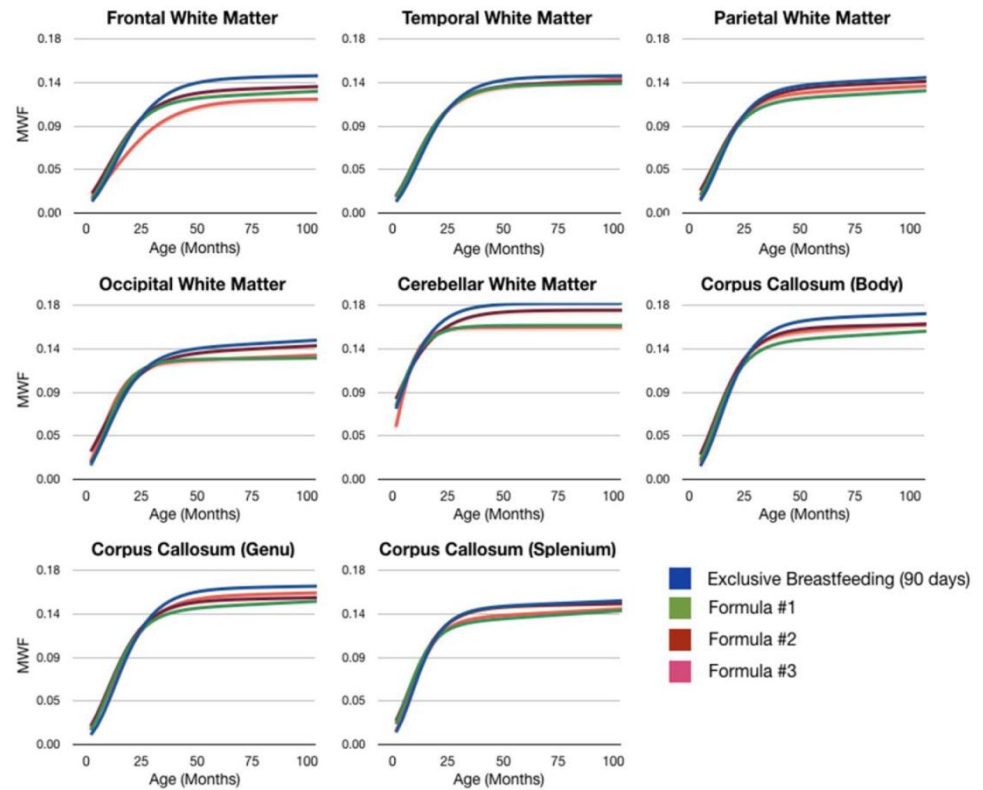 Frontal White Matter
0.18
0.14
0.09
0.05
0.00
MWF
0 25 50 75 100
Age (Months)
Temporal White Matter
0.18
0.14
0.09
0.05
0.00
0 25 50 75 100
Age (Months)
Parietal White Matter
0.18
0.14
0.09
0.05
0.00
0 25 50 75 100
Age (Months)
Occipital White Matter
0.18
0.14
0.09
0.05
0.00
MWF
0 25 50 75 100
Age (Months)
Cerebellar White Matter
0.18
0.14
0.09
0.05
0.00
0 25 50 75 100
Age (Months)
Corpus Callosum (Body)
0.18
0.14
0.09
0.05
0.00
0 25 50 75 100
Age (Months)
Corpus Callosum (Genu)
0.18
0.14
0.09
0.05
0.00
MWF
0 25 50 75 100
Age (Months)
Corpus Callosum (Splenium)
0.18
0.14
0.09
0.05
0.00
0 25 50 75 100
Age (Months)
Exclusive Breastfeeding (90 days)
Formula #1
Formula #2
Formula #3